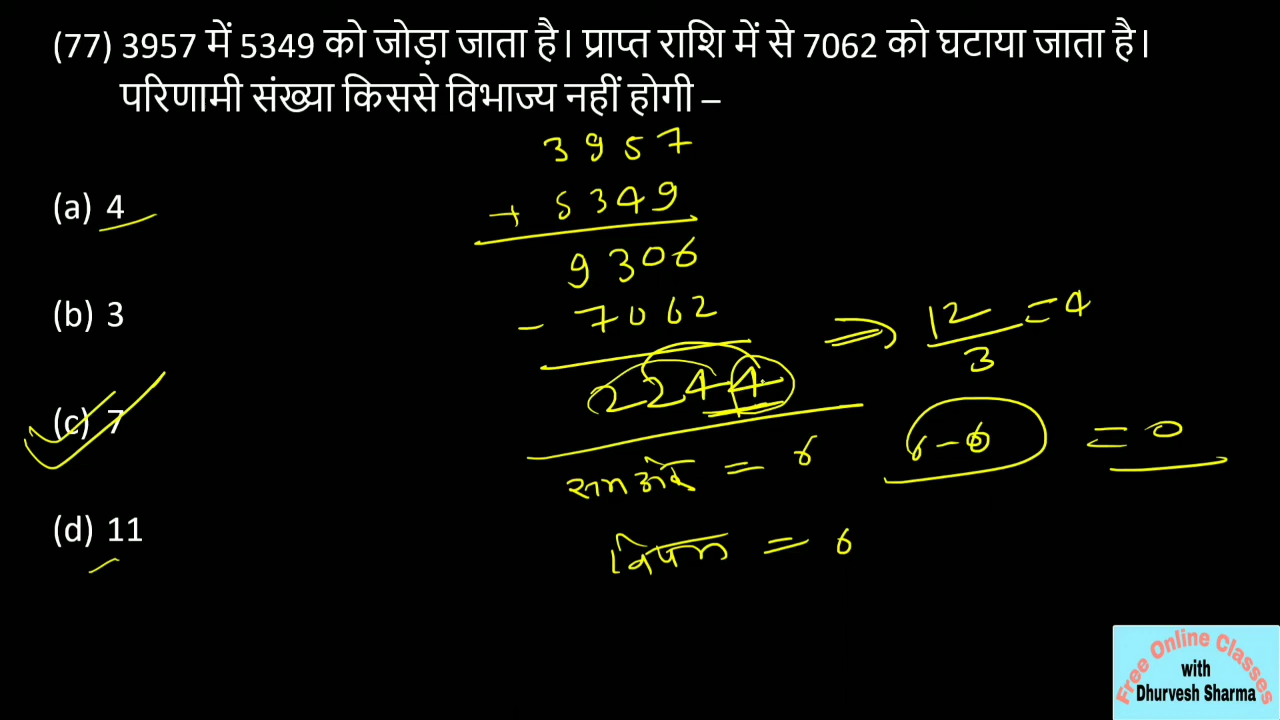 (77) 3957 में 5349 को जोड़ा जाता है। प्राप्त राशि में से 7062 को घटाया जाता है।
परिणामी संख्या किससे विभाज्य नहीं होगी –
3957
+ 5349
9306
- 7062
2244
⇒ 12/3 = 4
(a) 4
(b) 3
(c) 7
(d) 11
सम अंक = 6
6-6 = 0
विषम = 6
Free Online Classes
with
Dhurvesh Sharma